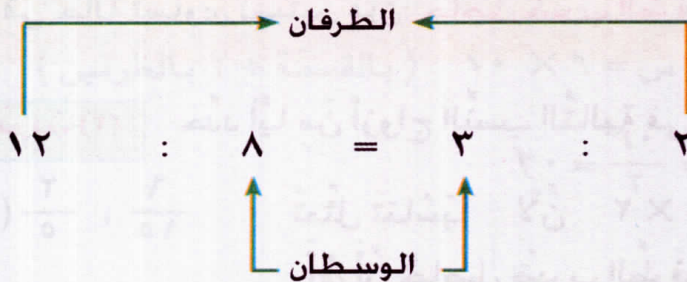 الطرفان
٢ : ٣ = ٨ : ١٢
الوسطان